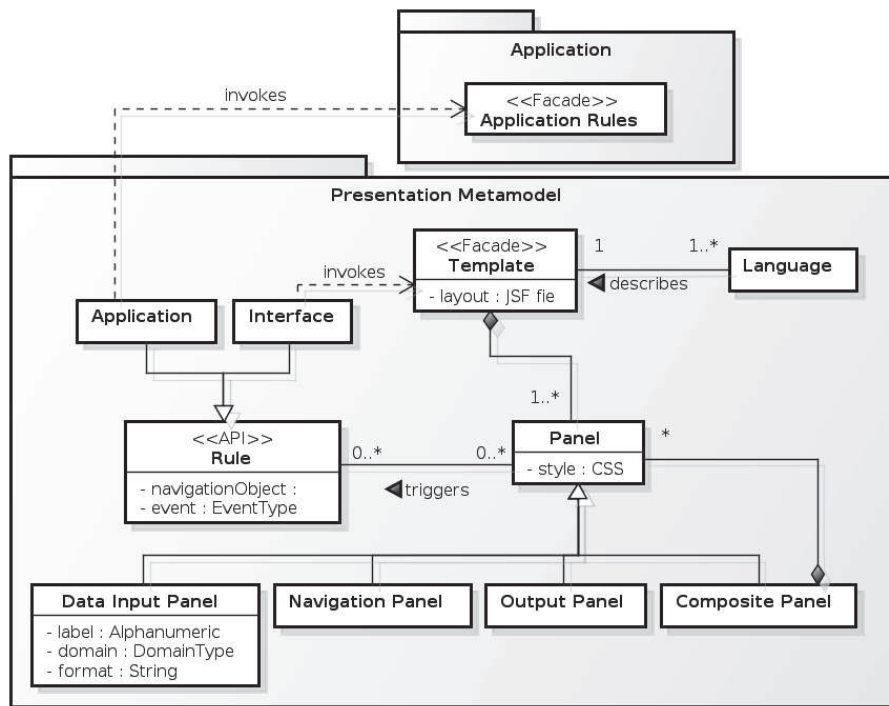 Application
invokes
<<Facade>>
Application Rules
Presentation Metamodel
<<Facade>>
Template
- layout : JSF fie
1
1..*
describes
Language
invokes
Application
Interface
1..*
<<API>>
Rule
- navigationObject :
- event : EventType
0..*
0..*
triggers
Panel
- style : CSS
*
Data Input Panel
- label : Alphanumeric
- domain : DomainType
- format : String
Navigation Panel
Output Panel
Composite Panel